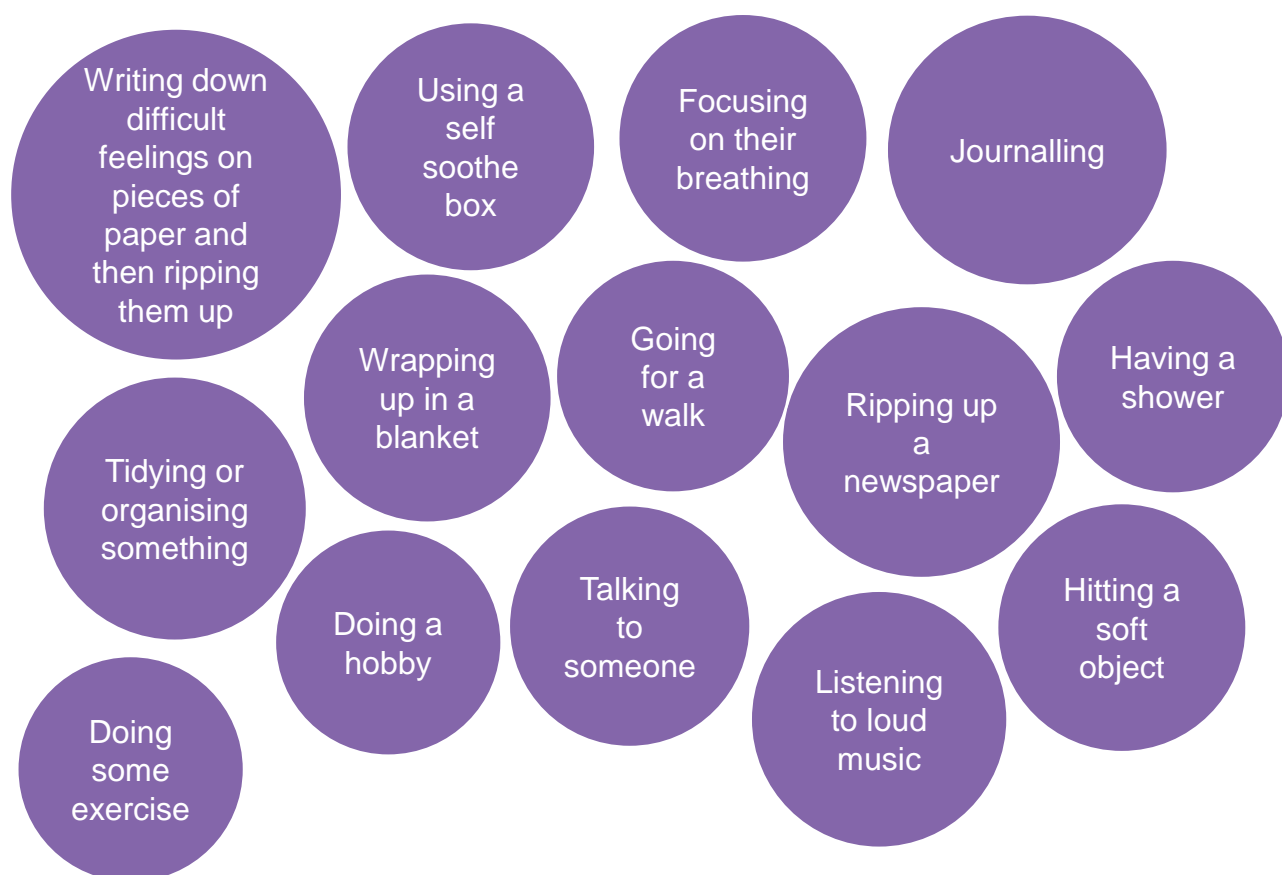 Writing down
difficult
feelings on
pieces of
paper and
then ripping
them up
Using a
self
soothe
box
Focusing
on their
breathing
Journalling
Wrapping
up in a
blanket
Going
for a
walk
Ripping up
a
newspaper
Having a
shower
Tidying or
organising
something
Doing a
hobby
Talking
to
someone
Listening
to loud
music
Hitting a
soft
object
Doing
some
exercise